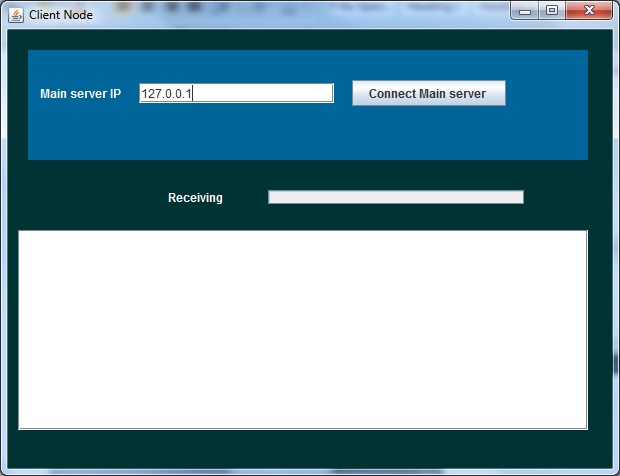 Client Node
Main server IP 127.0.0.1 Connect Main server
Receiving